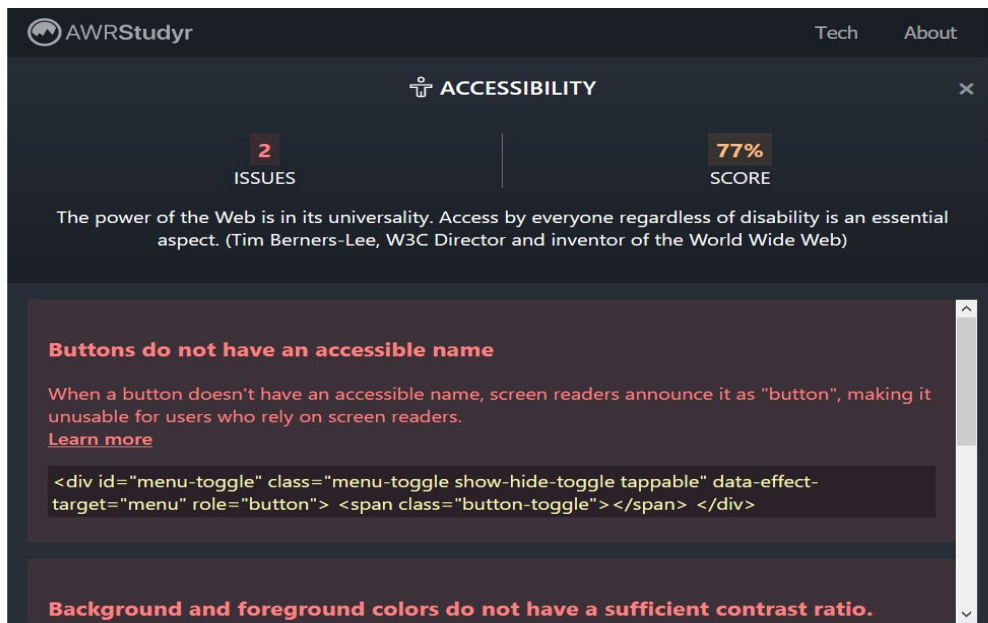 AWRStudyr
Tech
About
ACCESSIBILITY
×
2
ISSUES
77%
SCORE
The power of the Web is in its universality. Access by everyone regardless of disability is an essential
aspect. (Tim Berners-Lee, W3C Director and inventor of the World Wide Web)
Buttons do not have an accessible name
When a button doesn't have an accessible name, screen readers announce it as "button", making it
unusable for users who rely on screen readers.
Learn more
<div id="menu-toggle" class="menu-toggle show-hide-toggle tappable" data-effect-
target="menu" role="button"> <span class="button-toggle"></span> </div>
Background and foreground colors do not have a sufficient contrast ratio.